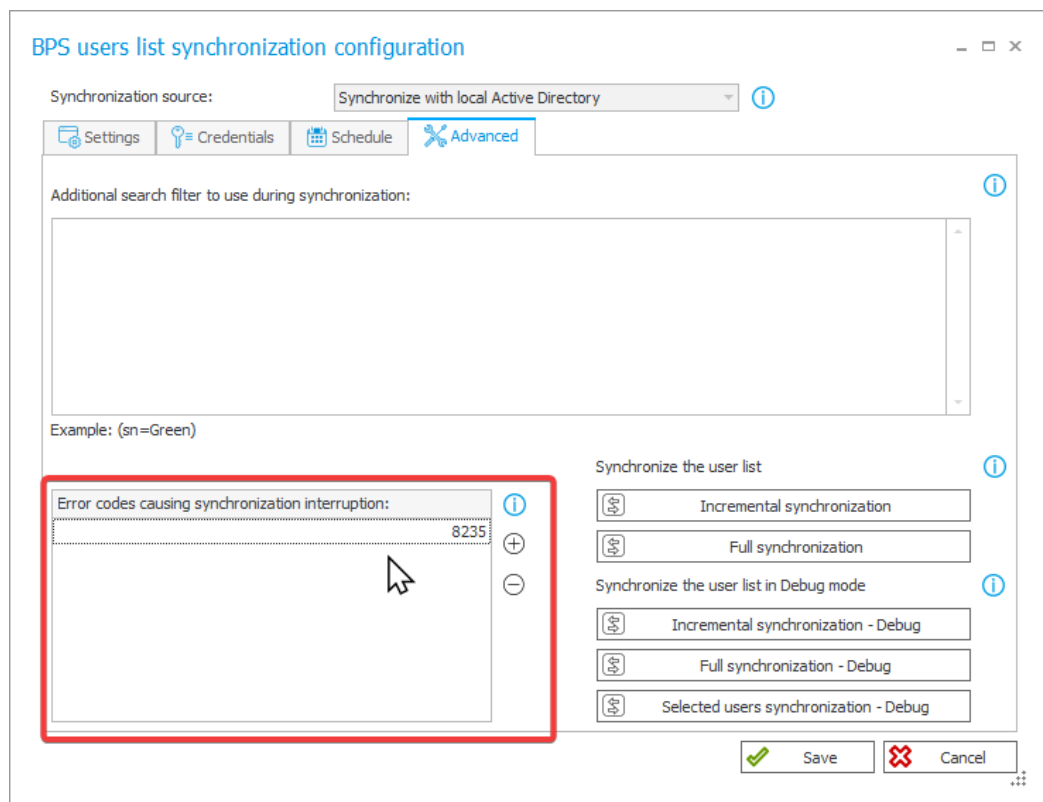 BPS users list synchronization configuration
Synchronization source:
Synchronize with local Active Directory
Settings
Credentials
Schedule
Advanced
Additional search filter to use during synchronization:
Example: (sn=Green)
Error codes causing synchronization interruption:
8235
Synchronize the user list
Incremental synchronization
Full synchronization
Synchronize the user list in Debug mode
Incremental synchronization - Debug
Full synchronization - Debug
Selected users synchronization - Debug
Save
Cancel